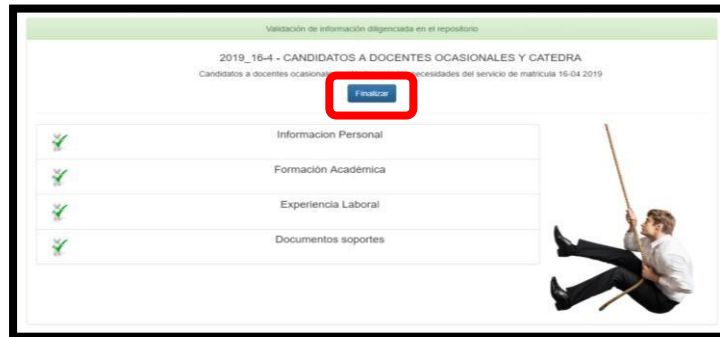 Validación de información diligenciada en el repositorio
2019_16-4 - CANDIDATOS A DOCENTES OCASIONALES Y CATEDRA
Candidatos a docentes ocasionales necesidades del servicio de matricula 16-04 2019
Finalizar
Informacion Personal
Formación Académica
Experiencia Laboral
Documentos soportes